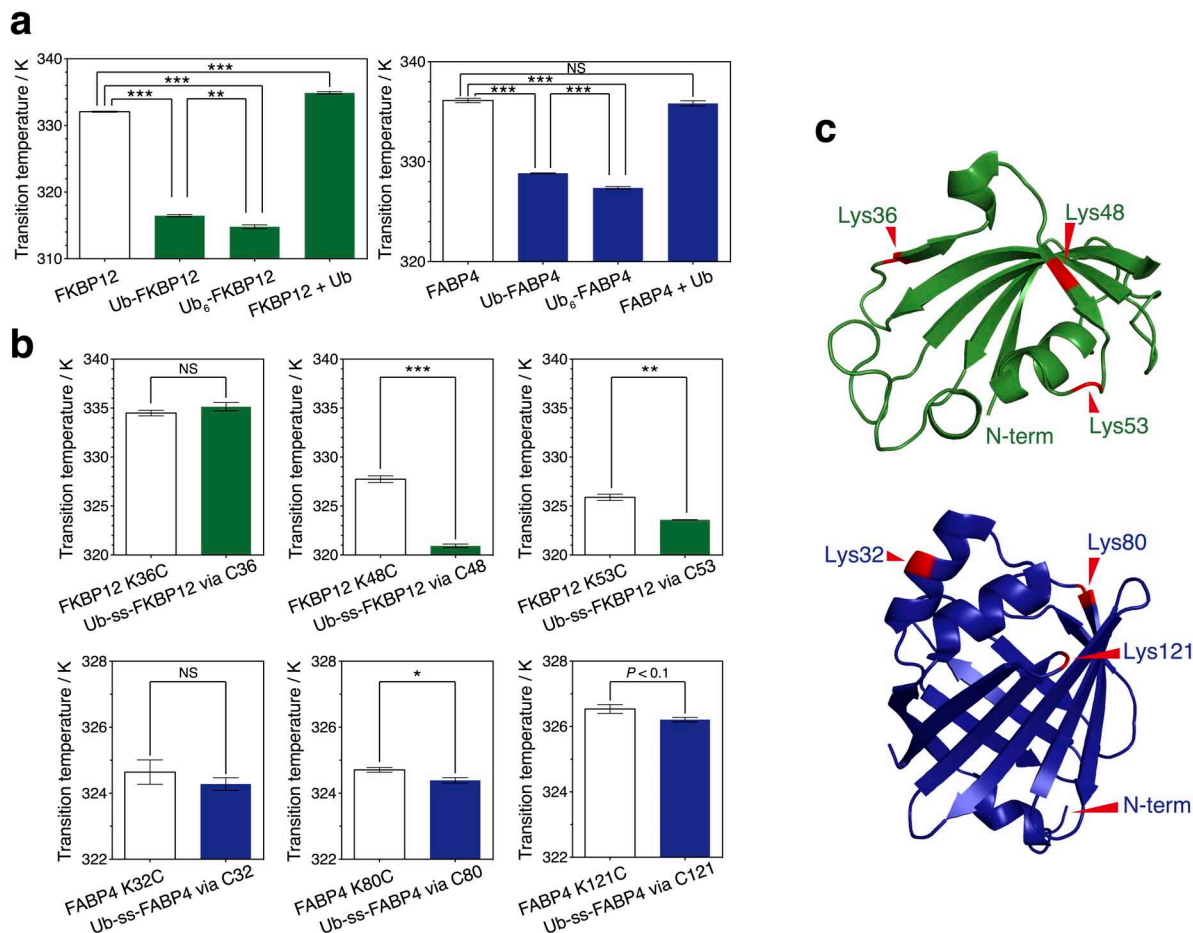 a
Transition temperature / K
340
330
320
310
***
***
***
**
FKBP12
Ub-FKBP12
Ub6-FKBP12
FKBP12 + Ub
Transition temperature / K
340
330
320
NS
***
***
***
FABP4
Ub-FABP4
Ub6-FABP4
FABP4 + Ub
b
Transition temperature / K
340
335
330
325
320
NS
FKBP12 K36C
Ub-ss-FKBP12 via C36
Transition temperature / K
340
335
330
325
320
***
FKBP12 K48C
Ub-ss-FKBP12 via C48
Transition temperature / K
340
335
330
325
320
**
FKBP12 K53C
Ub-ss-FKBP12 via C53
Transition temperature / K
328
326
324
322
NS
FABP4 K32C
Ub-ss-FABP4 via C32
Transition temperature / K
328
326
324
322
*
FABP4 K80C
Ub-ss-FABP4 via C80
Transition temperature / K
328
326
324
322
P < 0.1
FABP4 K121C
Ub-ss-FABP4 via C121
c
Lys36
Lys48
N-term
Lys53
Lys32
Lys80
Lys121
N-term